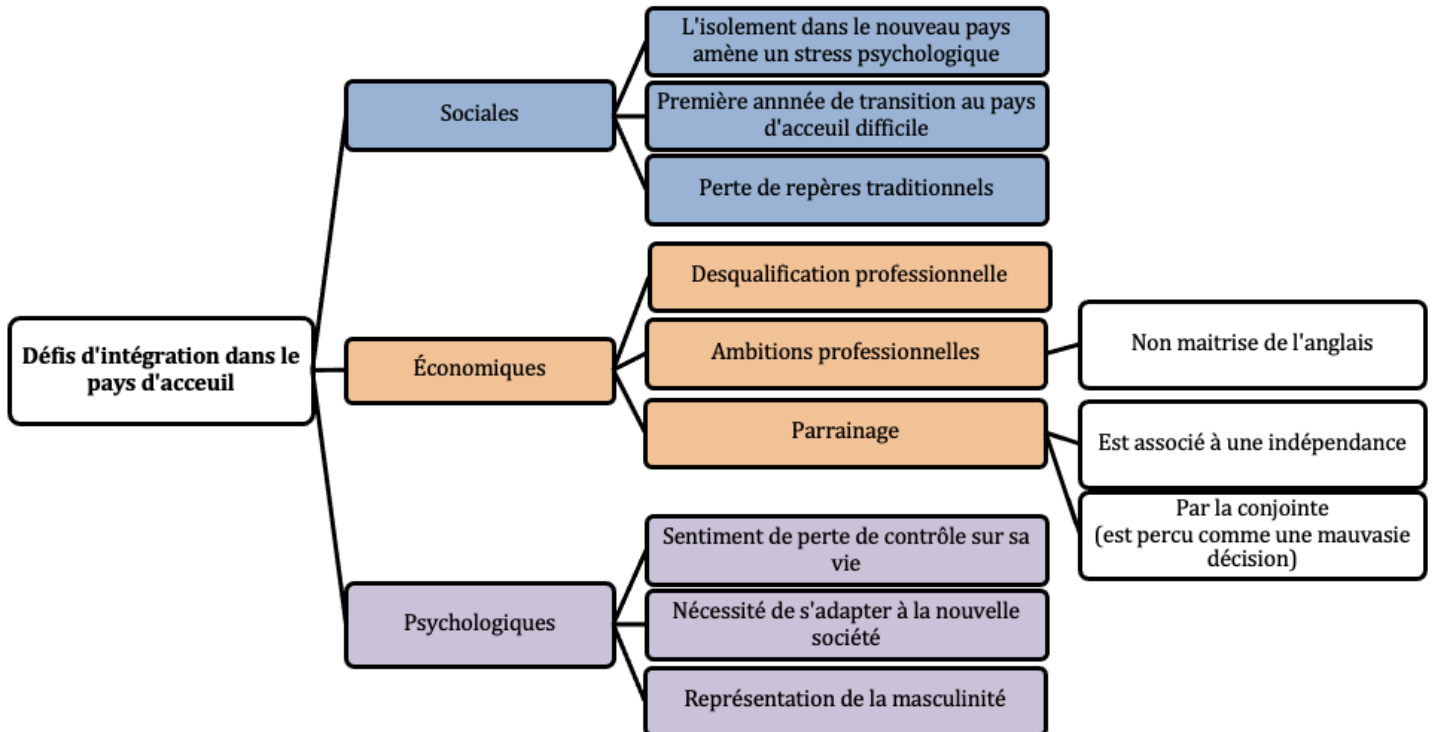 L'isolement dans le nouveau pays
amène un stress psychologique
Sociales
Première annnée de transition au pays
d'acceuil difficile
Perte de repères traditionnels
Défis d'intégration dans le
pays d'acceuil
Économiques
Desqualification professionnelle
Ambitions professionnelles
Non maitrise de l'anglais
Parrainage
Est associé à une indépendance
Par la conjointe
(est percu comme une mauvasie
décision)
Psychologiques
Sentiment de perte de contrôle sur sa
vie
Nécessité de s'adapter à la nouvelle
société
Représentation de la masculinité